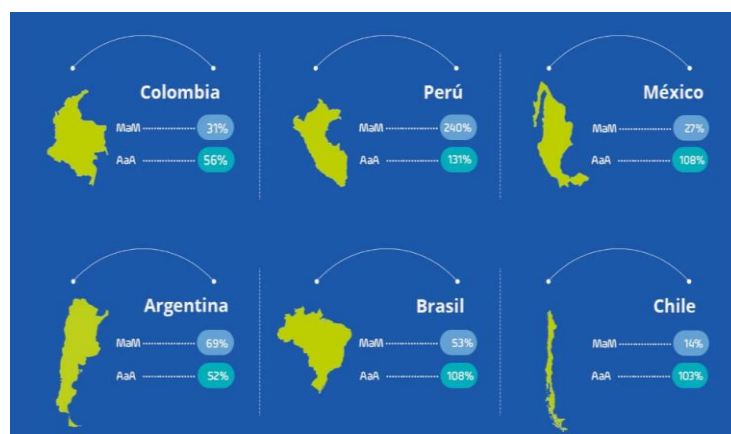 Colombia
MaM 31%
AaA 56%
Perú
MaM 240%
AaA 131%
México
MaM 27%
AaA 108%
Argentina
MaM 69%
AaA 52%
Brasil
MaM 53%
AaA 108%
Chile
MaM 14%
AaA 103%